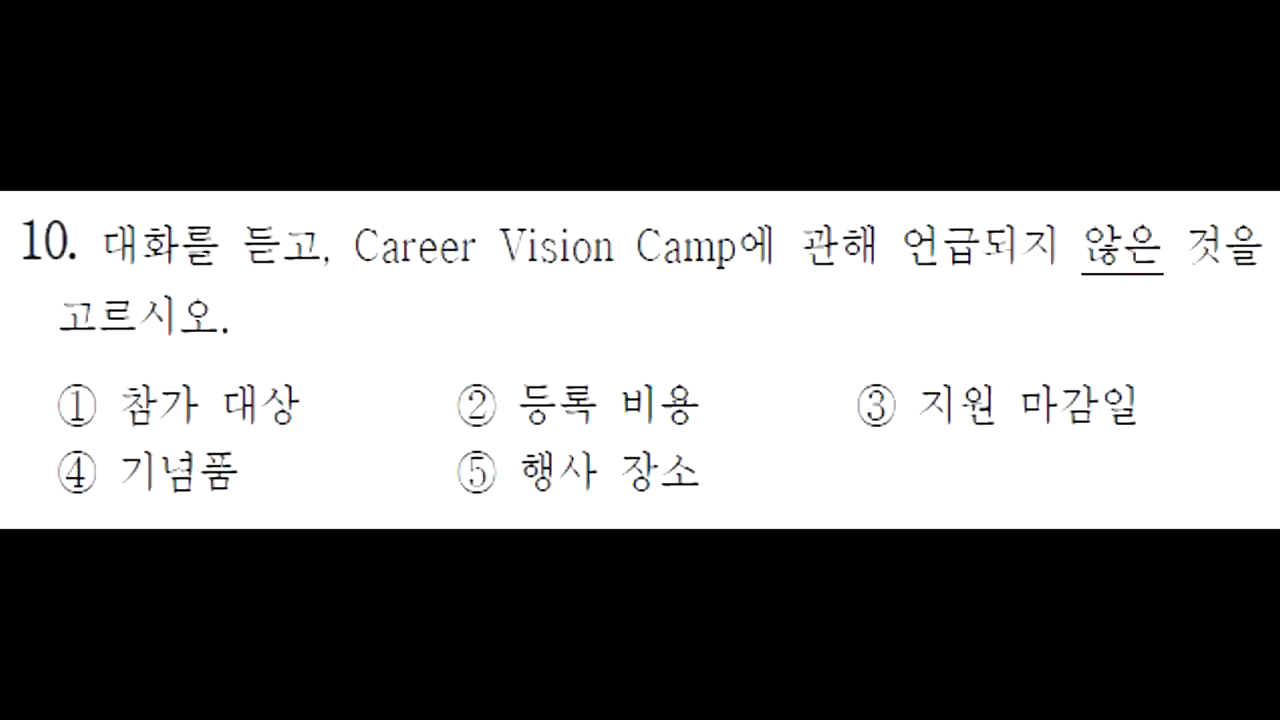 10. 대화를 듣고, Career Vision Camp에 관해 언급되지 않은 것을
고르시오.
① 참가 대상 ② 등록 비용 ③ 지원 마감일
④ 기념품 ⑤ 행사 장소